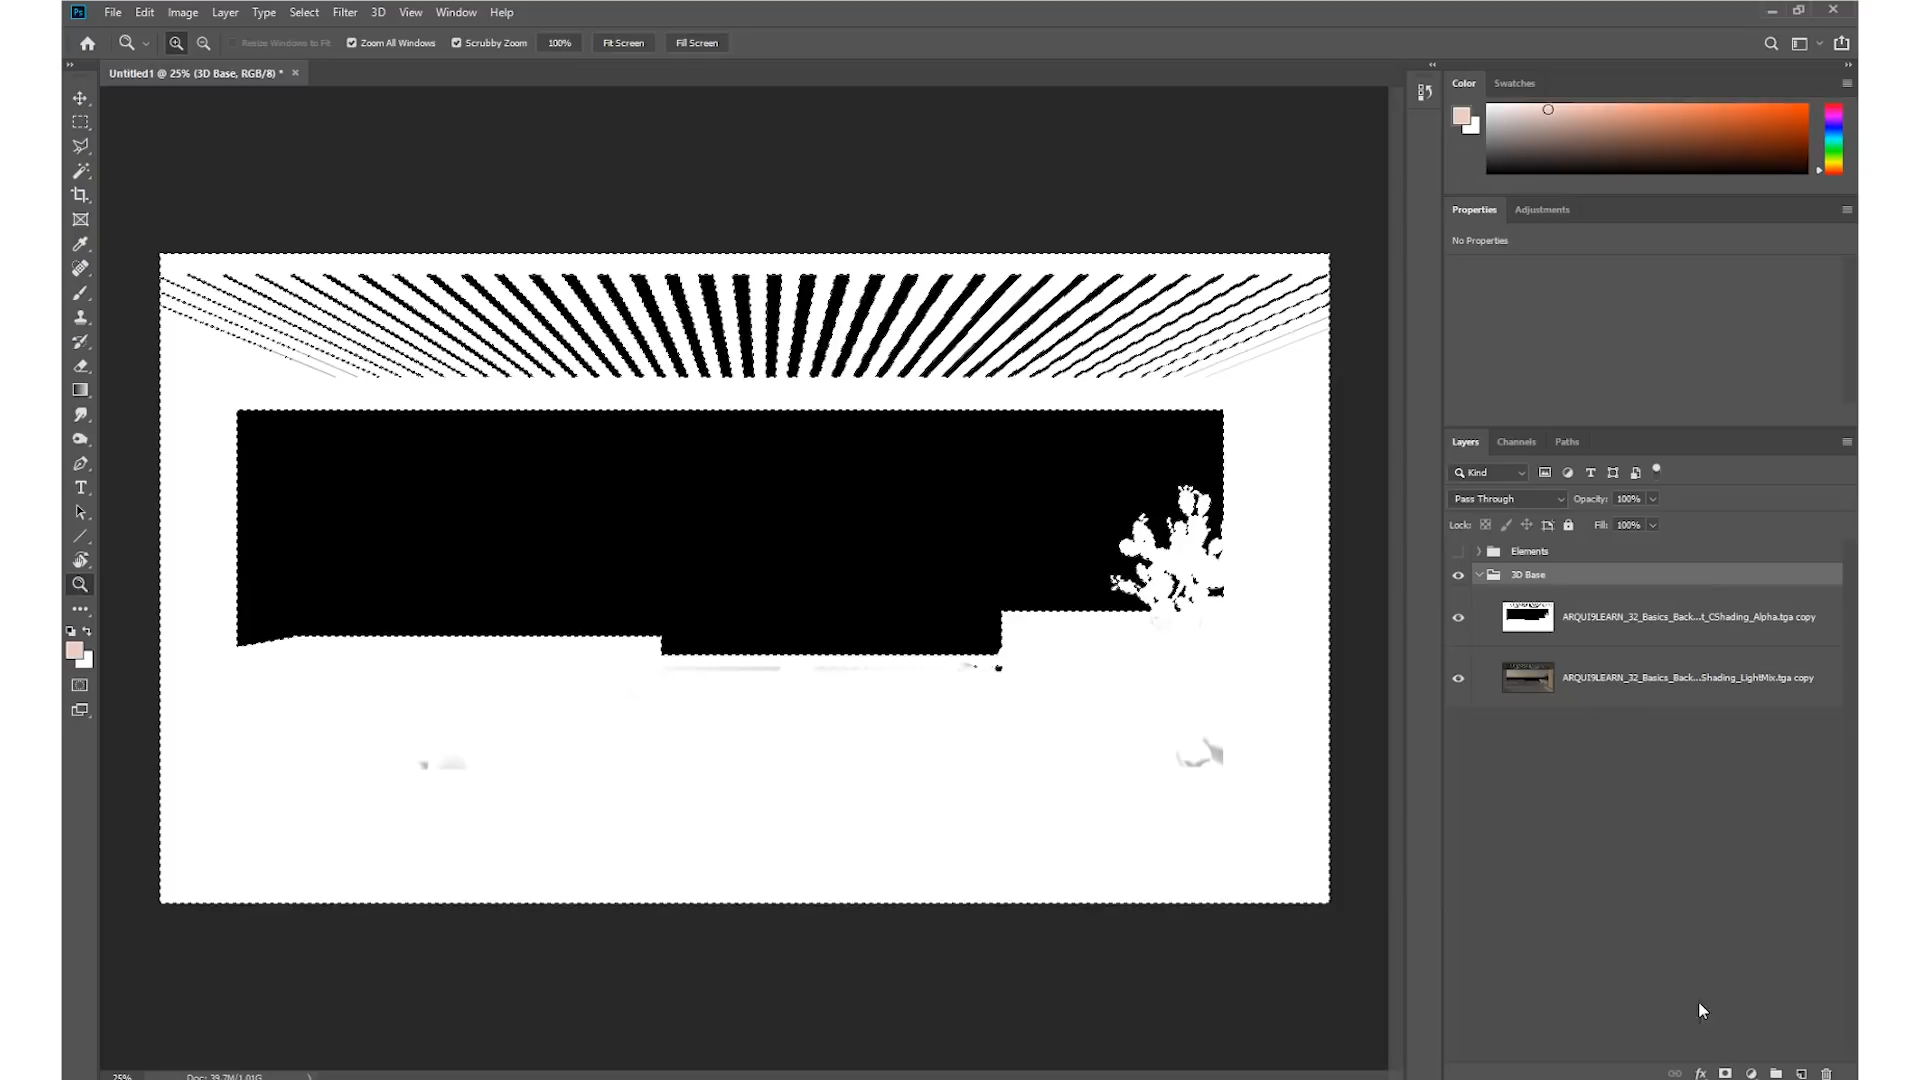 Ps File Edit Image Layer Type Select Filter 3D View Window Help
Resize Windows to Fit Zoom All Windows Scrubby Zoom 100% Fit Screen Fill Screen
Untitled1 @ 25% (3D Base, RGB/8) *
Color Swatches
Properties Adjustments
No Properties
Layers Channels Paths
Kind
Pass Through Opacity: 100%
Lock: Fill: 100%
Elements
3D Base
ARQUI9LEARN_32_Basics_Back...t_CShading_Alpha.tga copy
ARQUI9LEARN_32_Basics_Back...Shading_LightMix.tga copy
25% Doc: 39.7M/1.01G